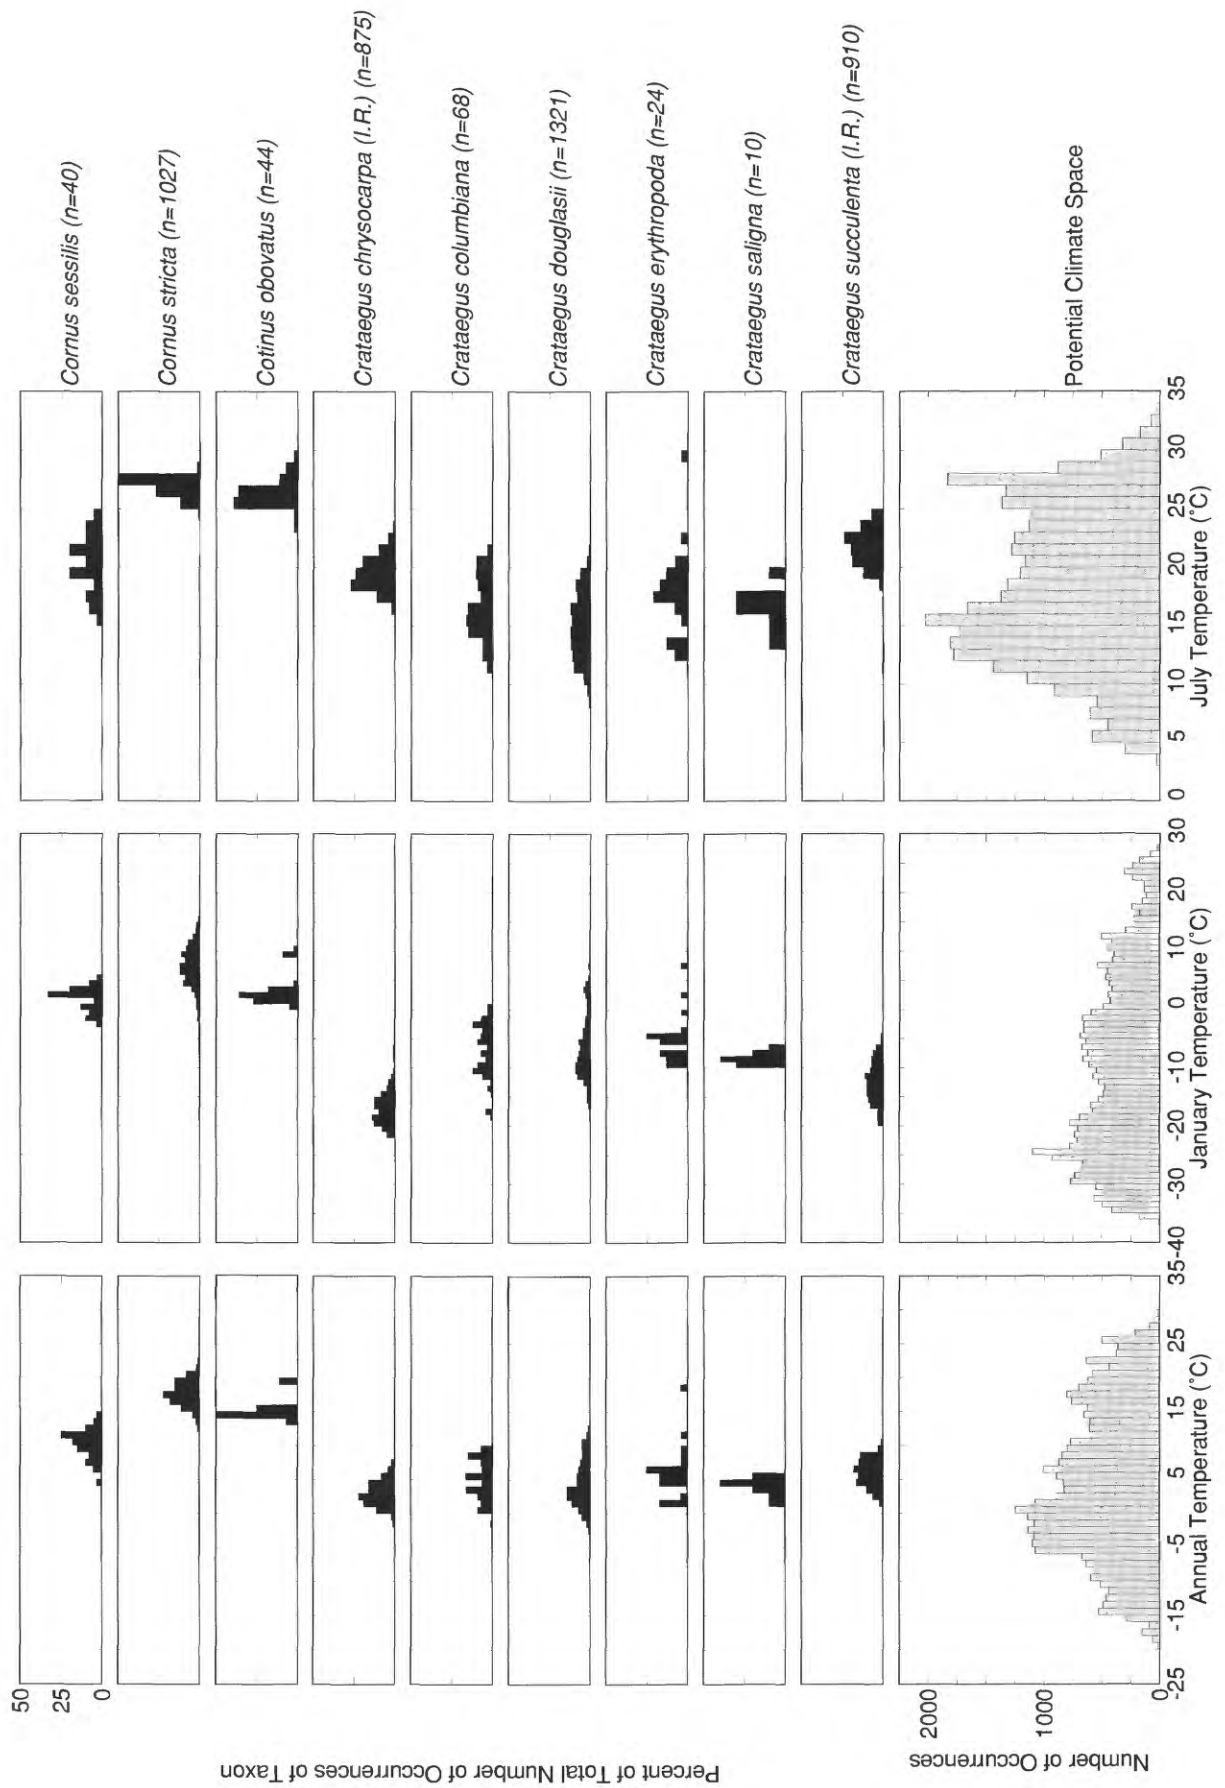 Percent of Total Number of Occurrences of Taxon
50
25
0
Cornus sessilis (n=40)
Cornus stricta (n=1027)
Cotinus obovatus (n=44)
Crataegus chrysocarpa (I.R.) (n=875)
Crataegus columbiana (n=68)
Crataegus douglasii (n=1321)
Crataegus erythropoda (n=24)
Crataegus saligna (n=10)
Crataegus succulenta (I.R.) (n=910)
Potential Climate Space
Number of Occurrences
2000
1000
0
-25 -15 -5 5 15 25 35
Annual Temperature (°C)
-40 -30 -20 -10 0 10 20 30
January Temperature (°C)
0 5 10 15 20 25 30 35
July Temperature (°C)